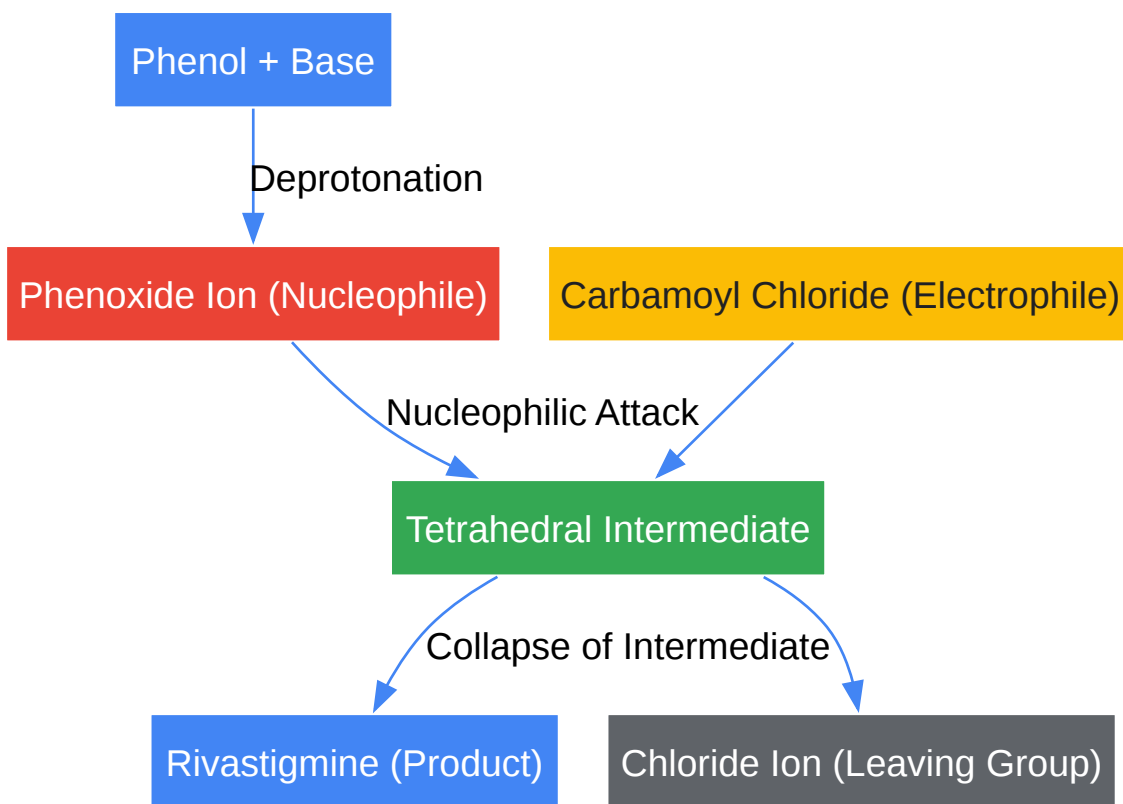 Phenol + Base
Deprotonation
Phenoxide Ion (Nucleophile)
Carbamoyl Chloride (Electrophile)
Nucleophilic Attack
Tetrahedral Intermediate
Collapse of Intermediate
Rivastigmine (Product)
Chloride Ion (Leaving Group)